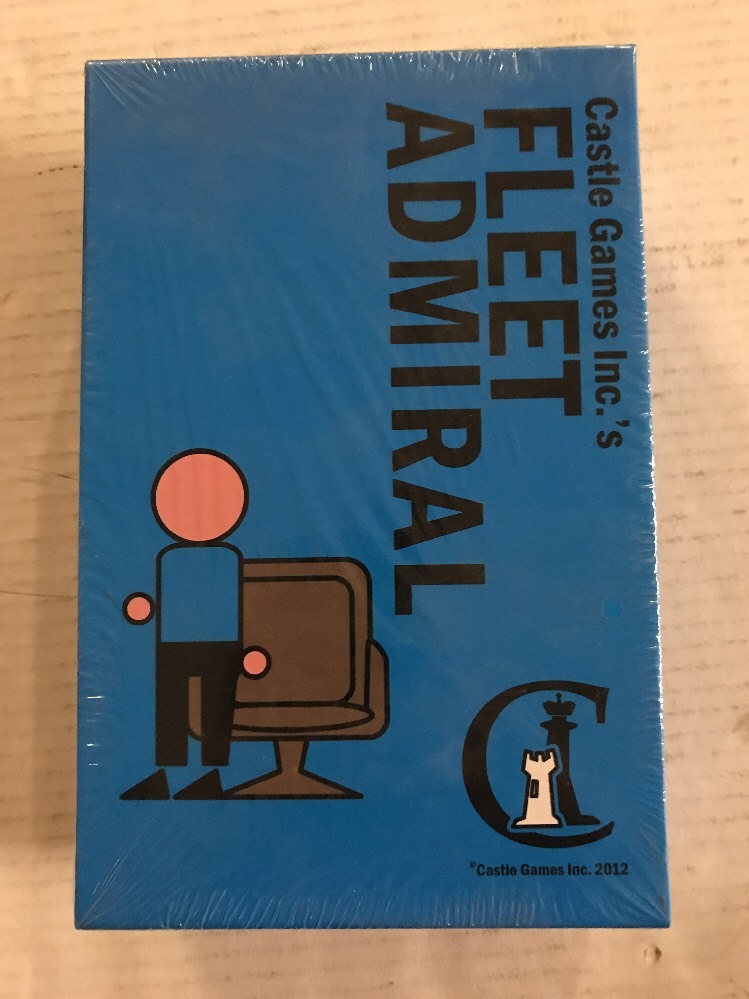 Castle Games Inc.'s
FLEET
ADMIRAL
©Castle Games Inc. 2012